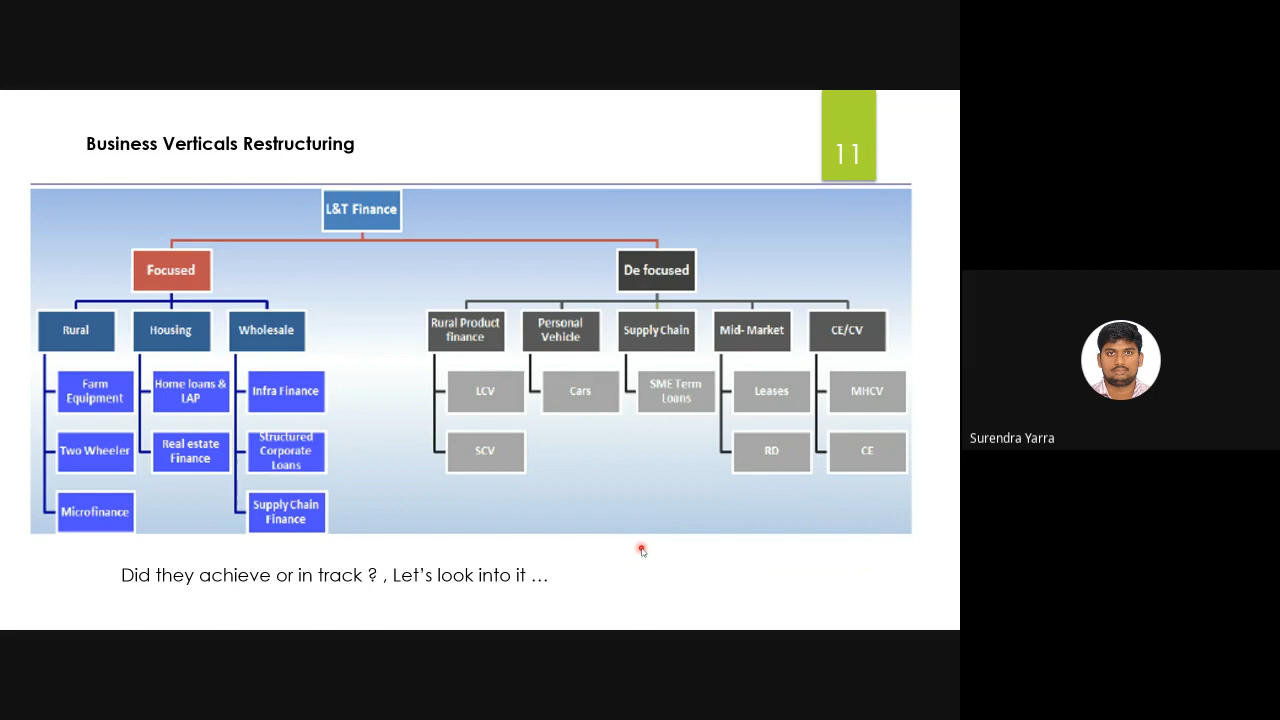 Business Verticals Restructuring
11
L&T Finance
Focused
De focused
Rural
Housing
Wholesale
Rural Product
finance
Personal
Vehicle
Supply Chain
Mid- Market
CE/CV
Farm
Equipment
Home loans &
LAP
Infra Finance
LCV
Cars
SME Term
Loans
Leases
MHCV
Two Wheeler
Real estate
Finance
Structured
Corporate
Loans
SCV
RD
CE
Microfinance
Supply Chain
Finance
Did they achieve or in track ? , Let’s look into it …
Surendra Yarra